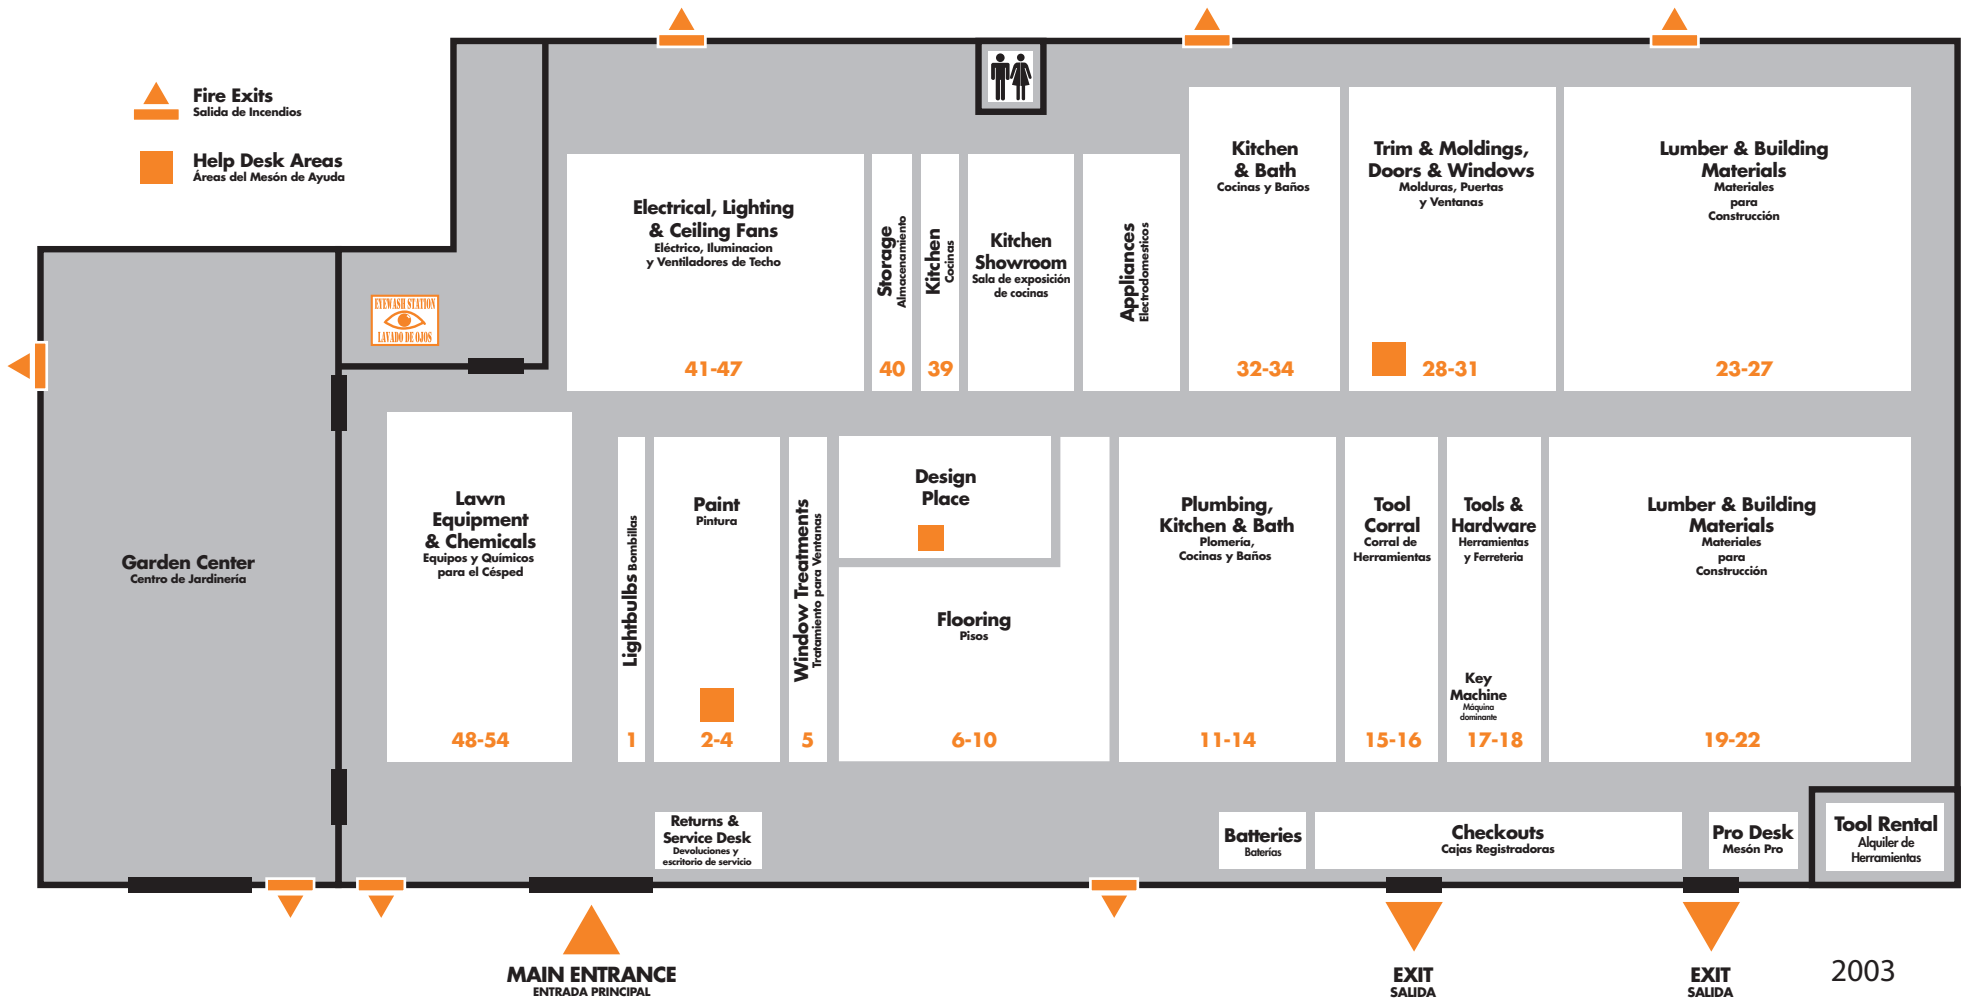 Fire Exits
Salida de Incendios
Help Desk Areas
Áreas del Mesón de Ayuda
EYEWASH STATION
LAVADO DE OJOS
Electrical, Lighting
& Ceiling Fans
Eléctrico, Iluminacion
y Ventiladores de Techo
41-47
Storage
Almacenamiento
40
Kitchen
Cocinas
39
Kitchen
Showroom
Sala de exposición
de cocinas
Appliances
Electrodomesticos
Kitchen
& Bath
Cocinas y Baños
32-34
Trim & Moldings,
Doors & Windows
Molduras, Puertas
y Ventanas
28-31
Lumber & Building
Materials
Materiales
para
Construcción
23-27
Garden Center
Centro de Jardinería
Lawn
Equipment
& Chemicals
Equipos y Químicos
para el Césped
48-54
Lightbulbs Bombillas
1
Paint
Pintura
2-4
Window Treatments
Tratamiento para Ventanas
5
Design
Place
Flooring
Pisos
6-10
Plumbing,
Kitchen & Bath
Plomería,
Cocinas y Baños
11-14
Tool
Corral
Corral de
Herramientas
15-16
Tools &
Hardware
Herramientas
y Ferreteria
Key
Machine
Máquina
dominante
17-18
Lumber & Building
Materials
Materiales
para
Construcción
19-22
Returns &
Service Desk
Devoluciones y
escritorio de servicio
Batteries
Baterías
Checkouts
Cajas Registradoras
Pro Desk
Mesón Pro
Tool Rental
Alquiler de
Herramientas
MAIN ENTRANCE
ENTRADA PRINCIPAL
EXIT
SALIDA
EXIT
SALIDA
2003